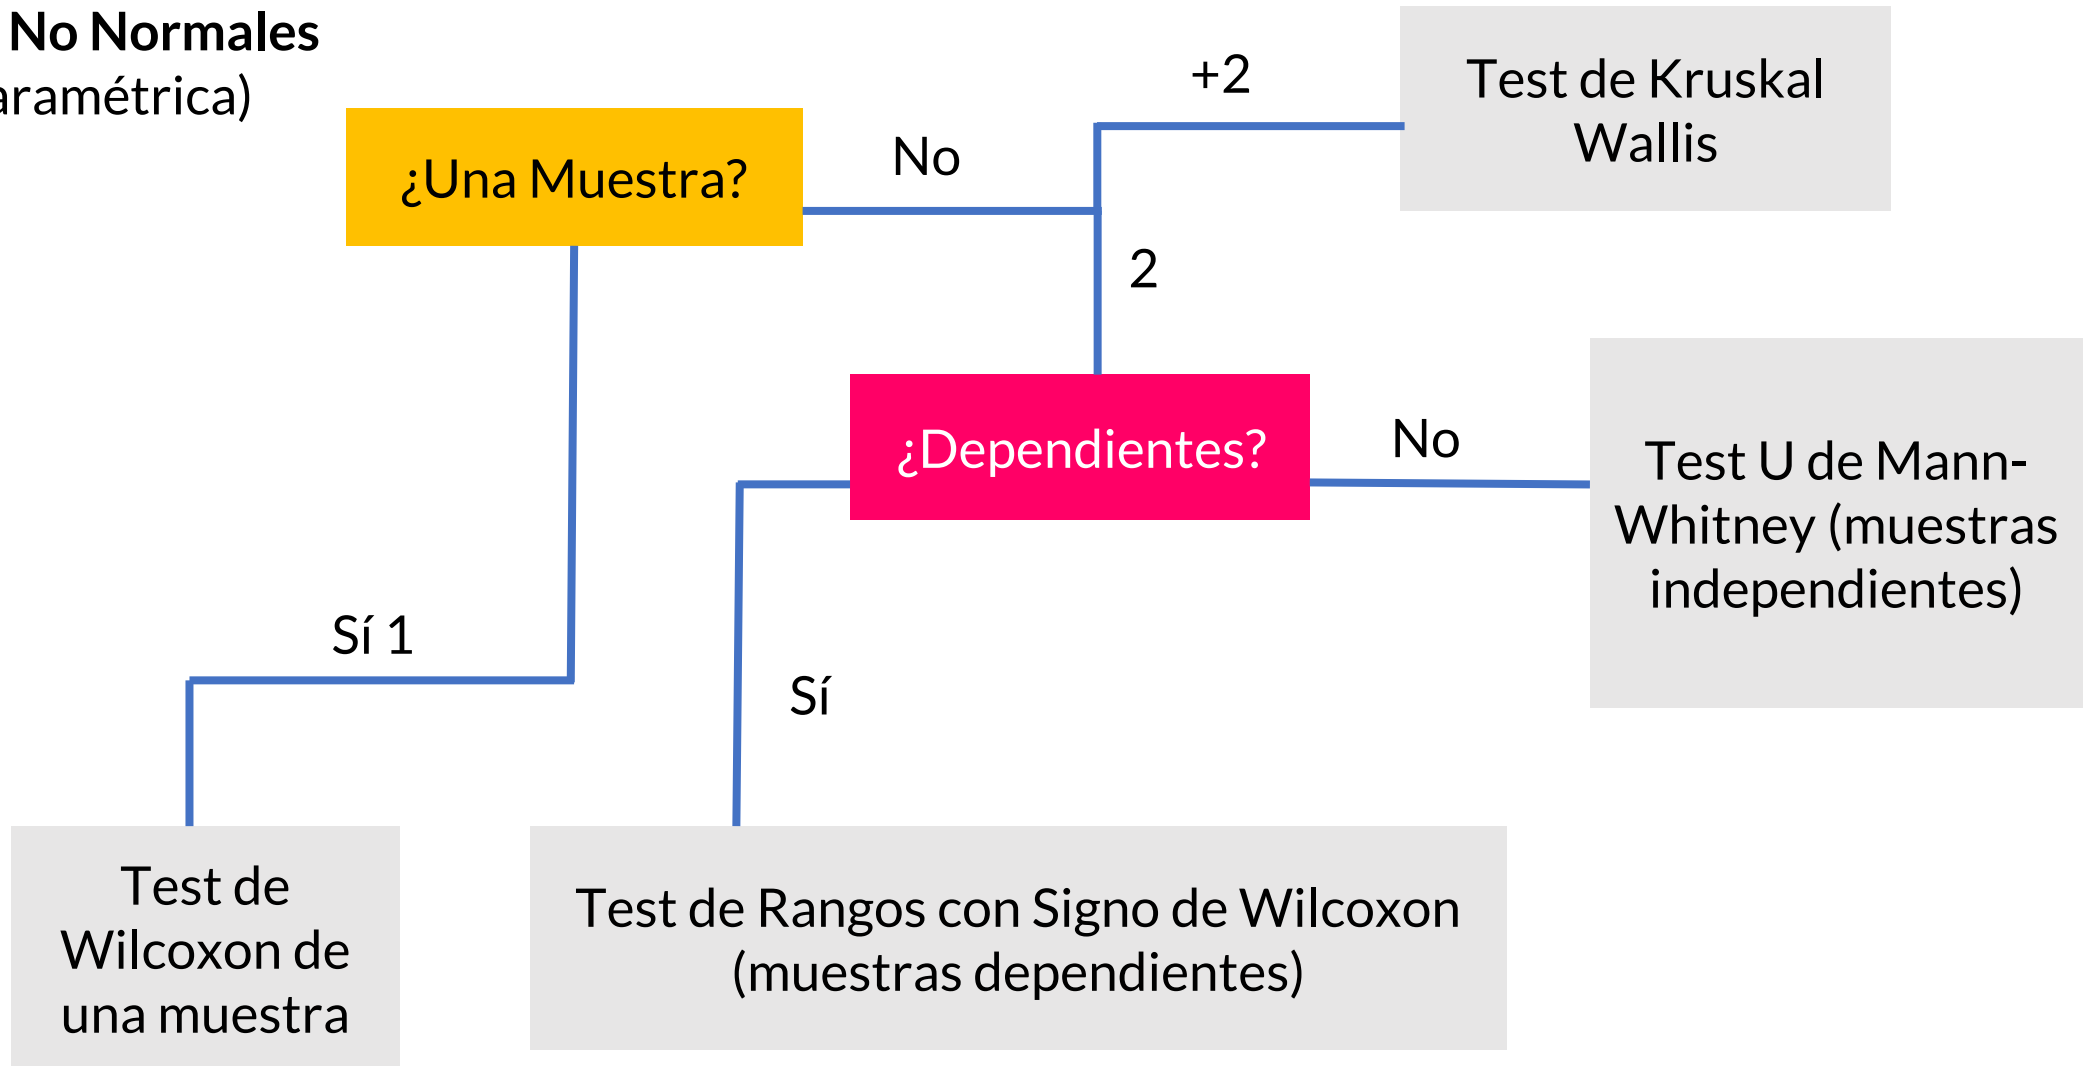 No Normales
aramétrica)
¿Una Muestra?
No
+2
Test de Kruskal
Wallis
2
¿Dependientes?
No
Test U de Mann-
Whitney (muestras
independientes)
Sí 1
Sí
Test de
Wilcoxon de
una muestra
Test de Rangos con Signo de Wilcoxon
(muestras dependientes)